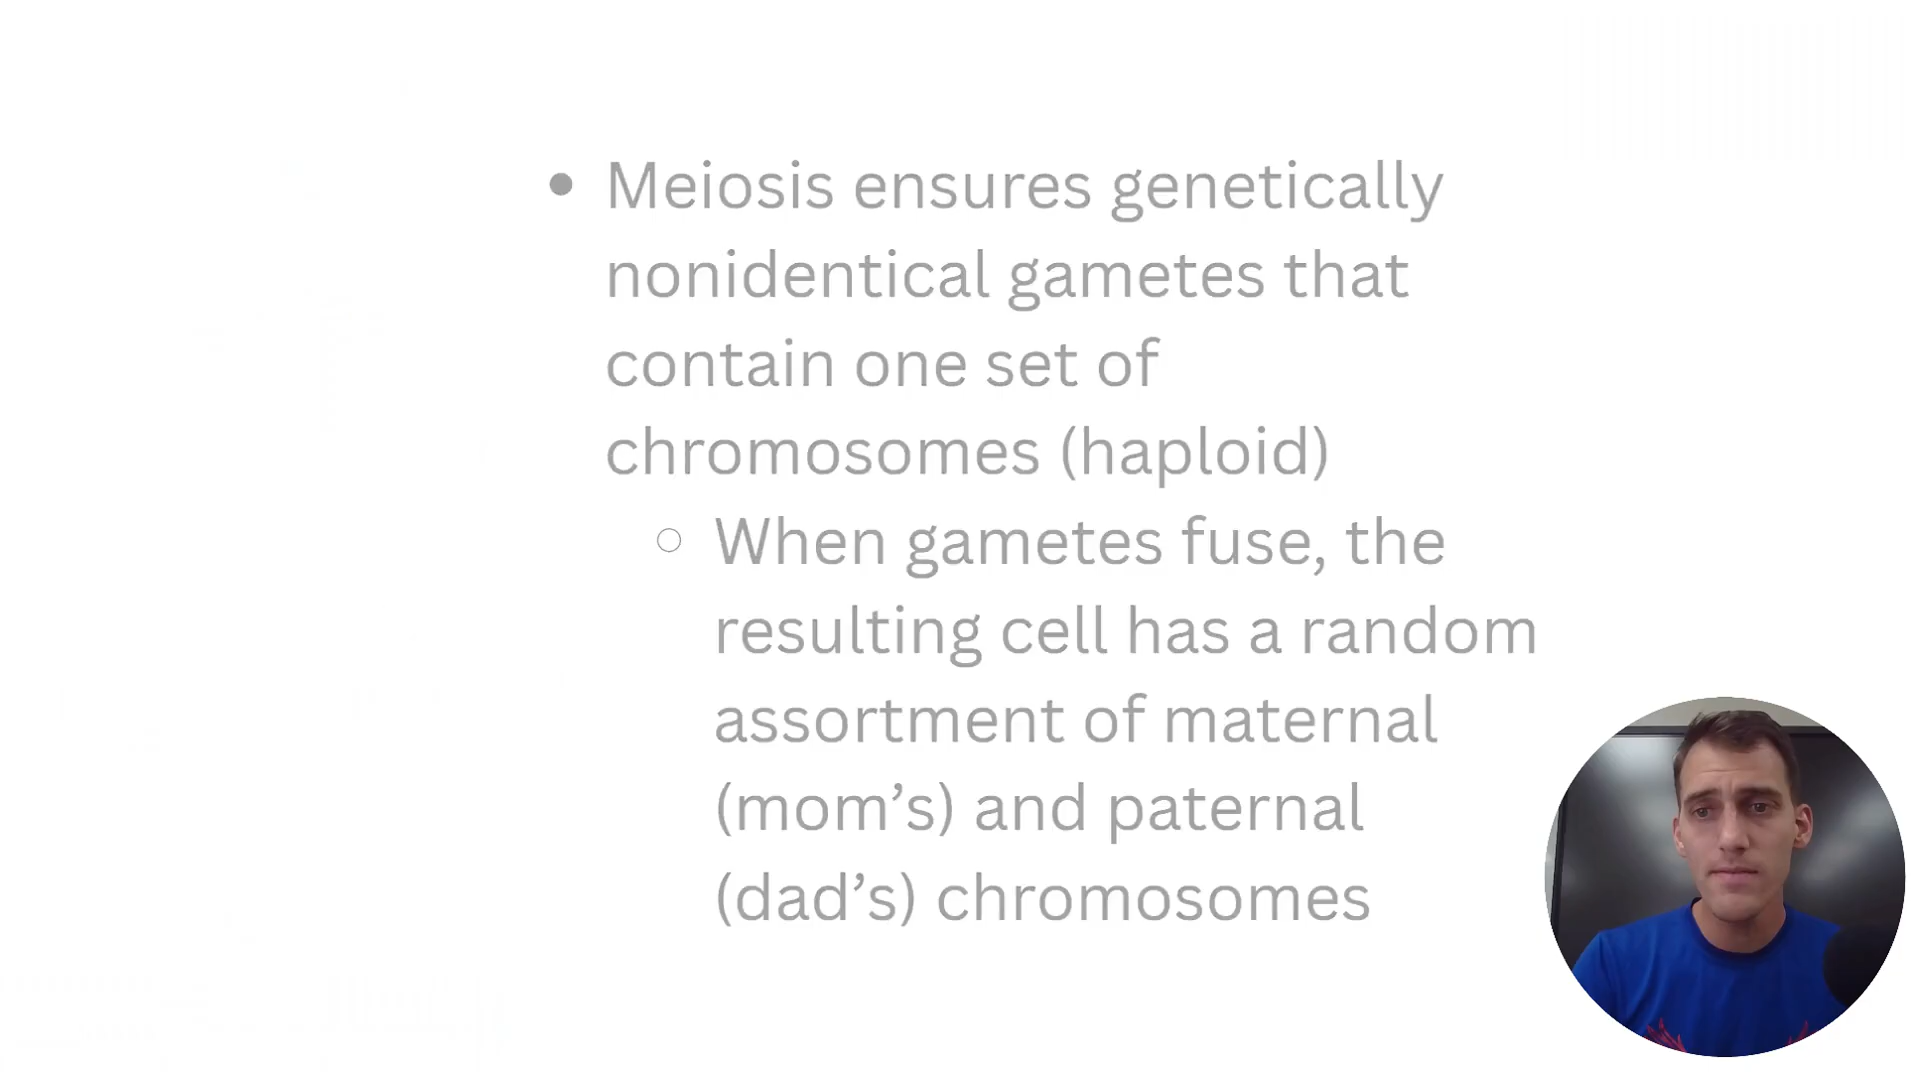 • Meiosis ensures genetically
nonidentical gametes that
contain one set of
chromosomes (haploid)
○ When gametes fuse, the
resulting cell has a random
assortment of maternal
(mom’s) and paternal
(dad’s) chromosomes